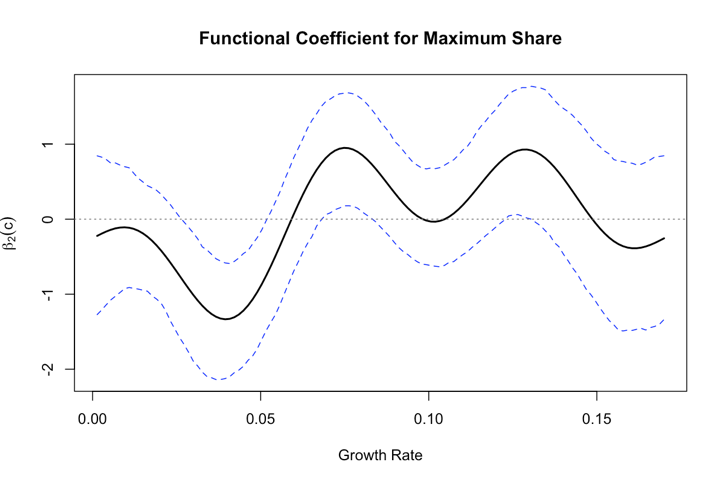 Functional Coefficient for Maximum Share
β₂(c)
1
0
-1
-2
0.00 0.05 0.10 0.15
Growth Rate